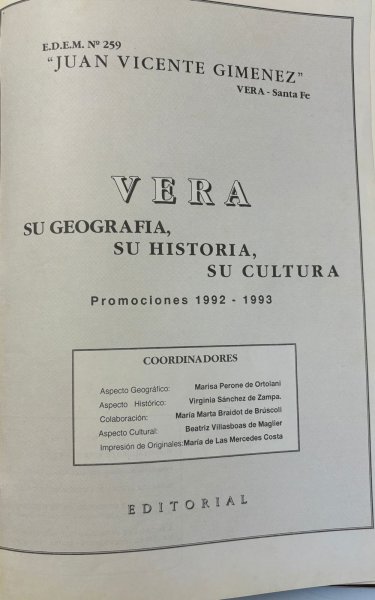 E.D.E.M. Nº 259
"JUAN VICENTE GIMENEZ"
VERA - Santa Fe
VERA
SU GEOGRAFIA,
SU HISTORIA,
SU CULTURA
Promociones 1992 - 1993
COORDINADORES
Aspecto Geográfico: Marisa Perone de Ortolani
Aspecto Histórico: Virginia Sánchez de Zampa.
Colaboración: María Marta Braidot de Brúscoli
Aspecto Cultural: Beatriz Villasboas de Maglier
Impresión de Originales: María de Las Mercedes Costa
EDITORIAL